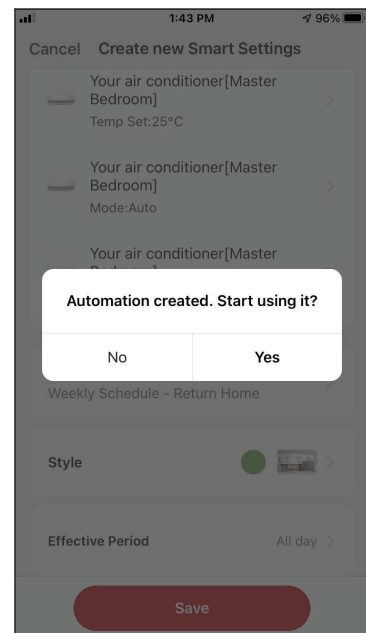 1:43 PM
96%
Cancel Create new Smart Settings
Your air conditioner[Master
Bedroom]
Temp Set:25°C
Your air conditioner[Master
Bedroom]
Mode:Auto
Your air conditioner[Master
Automation created. Start using it?
No Yes
Weekly Schedule - Return Home
Style
Effective Period All day
Save